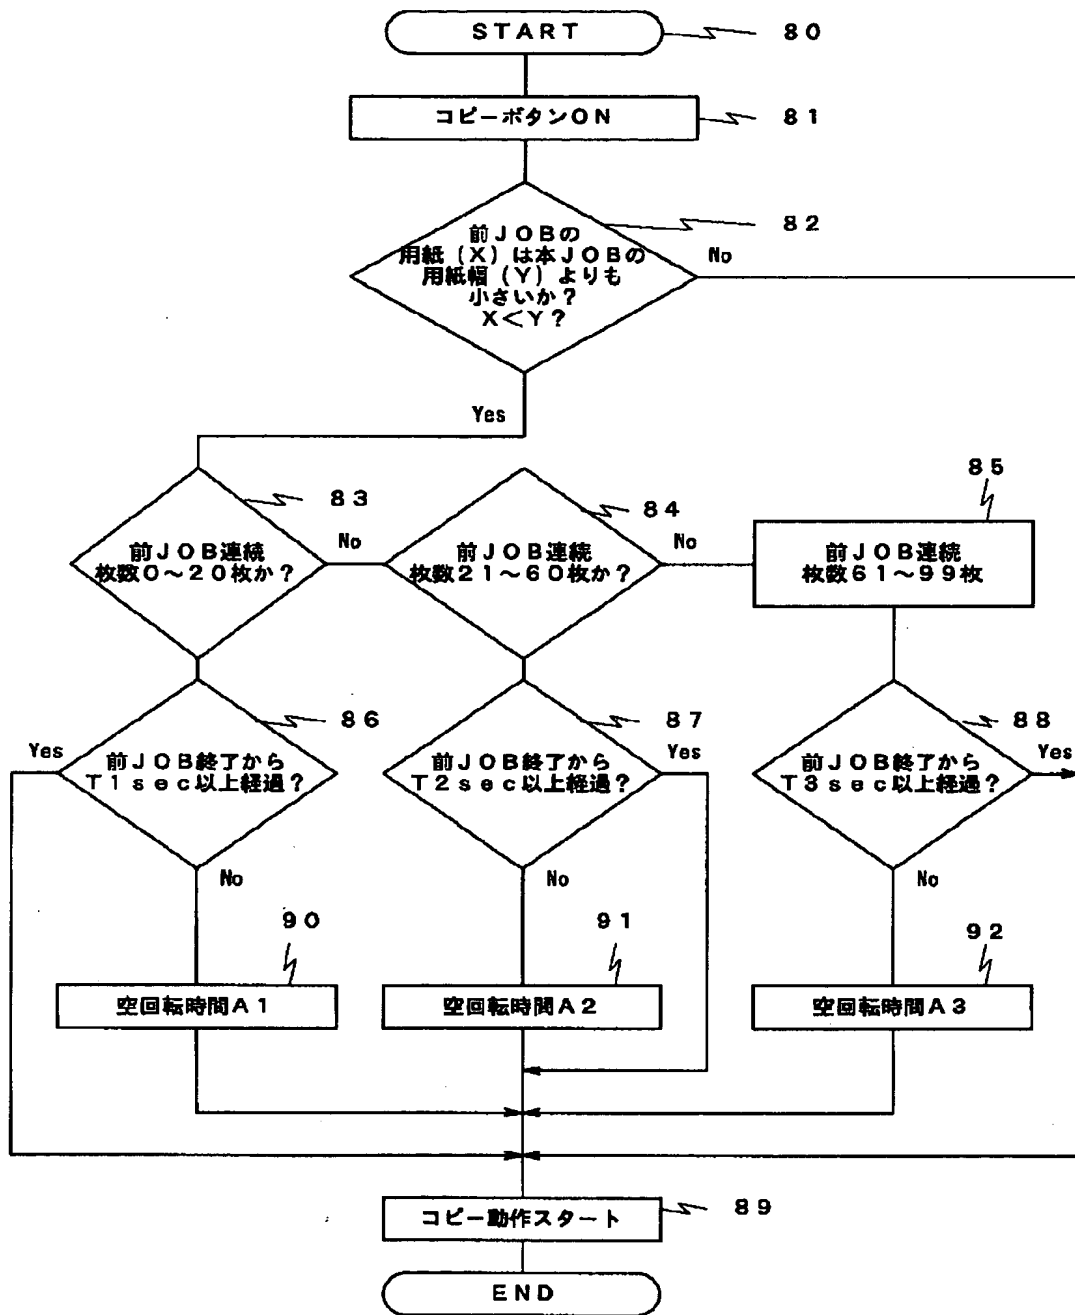 START
80
コピーボタンON
81
82
前JOBの
用紙(X)は本JOBの
用紙幅(Y)よりも
小さいか?
X<Y?
No
Yes
83
84
85
前JOB連続
枚数0~20枚か?
No
前JOB連続
枚数21~60枚か?
No
前JOB連続
枚数61~99枚
86
87
88
Yes
前JOB終了から
T1sec以上経過?
前JOB終了から
T2sec以上経過?
Yes
前JOB終了から
T3sec以上経過?
Yes
No
No
No
90
91
92
空回転時間A1
空回転時間A2
空回転時間A3
コピー動作スタート
89
END